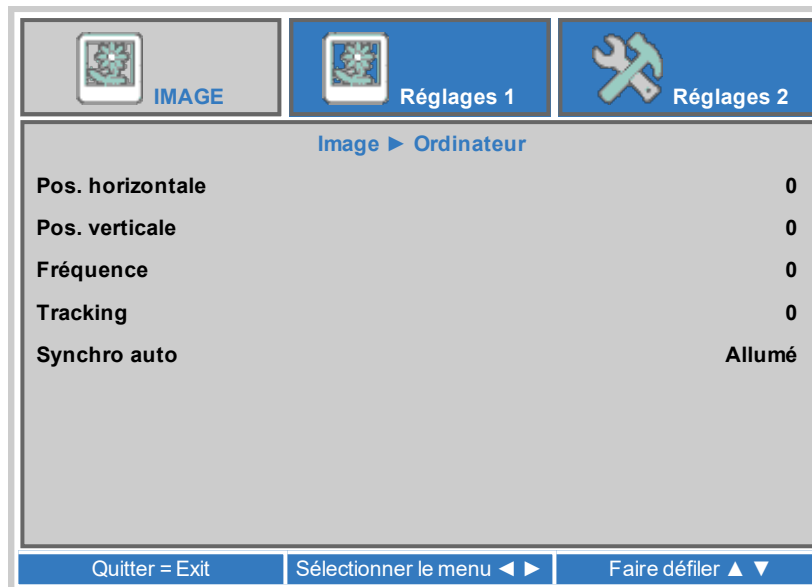 IMAGE
Réglages 1
Réglages 2
Image ► Ordinateur
Pos. horizontale 0
Pos. verticale 0
Fréquence 0
Tracking 0
Synchro auto Allumé
Quitter = Exit
Sélectionner le menu ◄ ►
Faire défiler ▲ ▼